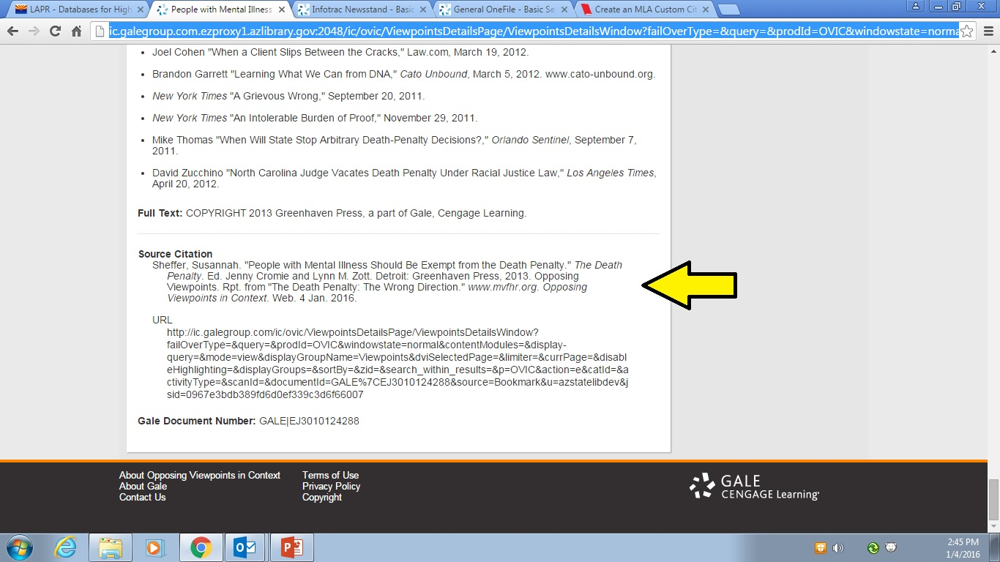 LAPR - Databases for High
People with Mental Illness
Infotrac Newsstand - Basic
General OneFile - Basic Se
Create an MLA Custom Cit
ic.galegroup.com.ezproxy1.azlibrary.gov:2048/ic/ovic/ViewpointsDetailsPage/ViewpointsDetailsWindow?failOverType=&query=&prodId=OVIC&windowstate=norma
• Joel Cohen "When a Client Slips Between the Cracks," Law.com, March 19, 2012.
• Brandon Garrett "Learning What We Can from DNA," Cato Unbound, March 5, 2012. www.cato-unbound.org.
• New York Times "A Grievous Wrong," September 20, 2011.
• New York Times "An Intolerable Burden of Proof," November 29, 2011.
• Mike Thomas "When Will State Stop Arbitrary Death-Penalty Decisions?," Orlando Sentinel, September 7,
2011.
• David Zucchino "North Carolina Judge Vacates Death Penalty Under Racial Justice Law," Los Angeles Times,
April 20, 2012.
Full Text: COPYRIGHT 2013 Greenhaven Press, a part of Gale, Cengage Learning.
Source Citation
Sheffer, Susannah. "People with Mental Illness Should Be Exempt from the Death Penalty." The Death
Penalty. Ed. Jenny Cromie and Lynn M. Zott. Detroit: Greenhaven Press, 2013. Opposing
Viewpoints. Rpt. from "The Death Penalty: The Wrong Direction." www.mvfhr.org. Opposing
Viewpoints in Context. Web. 4 Jan. 2016.
URL
http://ic.galegroup.com/ic/ovic/ViewpointsDetailsPage/ViewpointsDetailsWindow?
failOverType=&query=&prodId=OVIC&windowstate=normal&contentModules=&display-
query=&mode=view&displayGroupName=Viewpoints&dviSelectedPage=&limiter=&currPage=&disabl
eHighlighting=&displayGroups=&sortBy=&zid=&search_within_results=&p=OVIC&action=e&catId=&a
ctivityType=&scanId=&documentId=GALE%7CEJ3010124288&source=Bookmark&u=azstatelibdev&j
sid=0967e3bdb389fd6d0ef339c3d6f66007
Gale Document Number: GALE|EJ3010124288
About Opposing Viewpoints in Context
About Gale
Contact Us
Terms of Use
Privacy Policy
Copyright
GALE
CENGAGE Learning
2:45 PM
1/4/2016